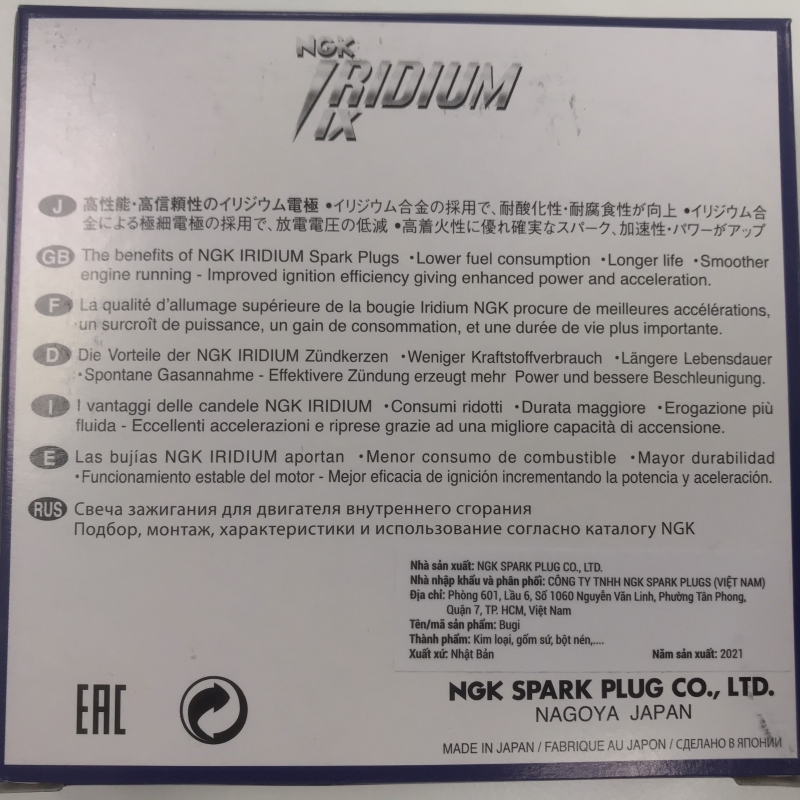 NGK
IRIDIUM
IX
J 高性能・高信頼性のイリジウム電極 •イリジウム合金の採用で、耐酸化性・耐腐食性が向上 •イリジウム合
金による極細電極の採用で、放電電圧の低減 •高着火性に優れ確実なスパーク、加速性・パワーがアップ
GB The benefits of NGK IRIDIUM Spark Plugs •Lower fuel consumption •Longer life •Smoother
engine running - Improved ignition efficiency giving enhanced power and acceleration.
F La qualité d'allumage supérieure de la bougie Iridium NGK procure de meilleures accélérations,
un surcroît de puissance, un gain de consommation, et une durée de vie plus importante.
D Die Vorteile der NGK IRIDIUM Zündkerzen •Weniger Kraftstoffverbrauch •Längere Lebensdauer
•Spontane Gasannahme - Effektivere Zündung erzeugt mehr Power und bessere Beschleunigung.
I I vantaggi delle candele NGK IRIDIUM •Consumi ridotti •Durata maggiore •Erogazione più
fluida - Eccellenti accelerazioni e riprese grazie ad una migliore capacità di accensione.
E Las bujías NGK IRIDIUM aportan •Menor consumo de combustible •Mayor durabilidad
•Funcionamiento estable del motor - Mejor eficacia de ignición incrementando la potencia y aceleración.
RUS Свеча зажигания для двигателя внутреннего сгорания
Подбор, монтаж, характеристики и использование согласно каталогу NGK
Nhà sản xuất: NGK SPARK PLUG CO., LTD.
Nhà nhập khẩu và phân phối: CÔNG TY TNHH NGK SPARK PLUGS (VIỆT NAM)
Địa chỉ: Phòng 601, Lầu 6, Số 1060 Nguyễn Văn Linh, Phường Tân Phong,
Quận 7, TP. HCM, Việt Nam
Tên/mã sản phẩm: Bugi
Thành phẩm: Kim loại, gốm sứ, bột nén,....
Xuất xứ: Nhật Bản Năm sản xuất: 2021
EAC
NGK SPARK PLUG CO., LTD.
NAGOYA JAPAN
MADE IN JAPAN / FABRIQUE AU JAPON / СДЕЛАНО В ЯПОНИИ